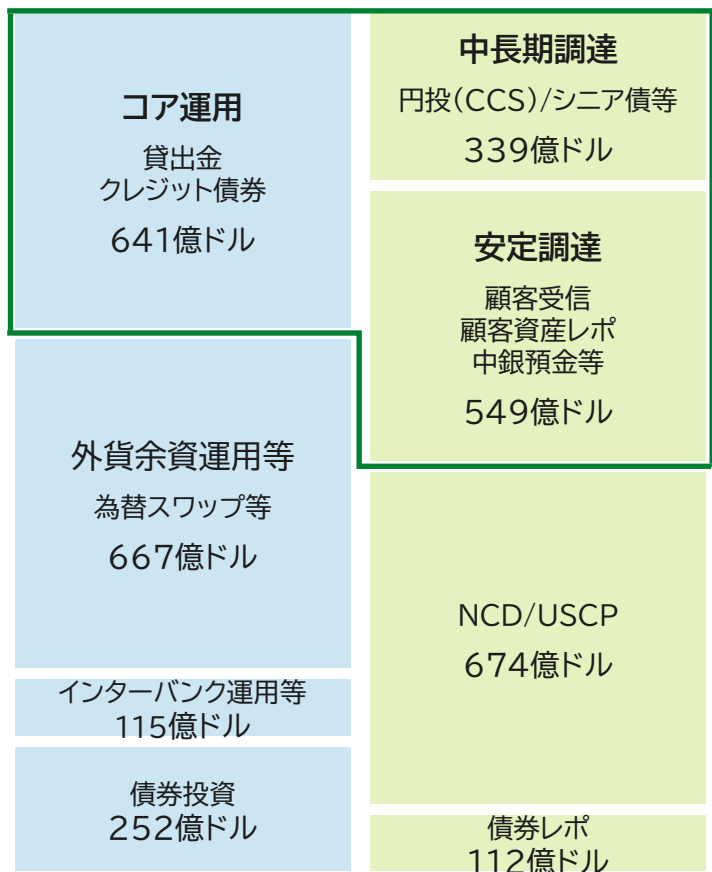 コア運用
貸出金
クレジット債券
641億ドル
外貨余資運用等
為替スワップ等
667億ドル
インターバンク運用等
115億ドル
債券投資
252億ドル
中長期調達
円投(CCS)/シニア債等
339億ドル
安定調達
顧客受信
顧客資産レポ
中銀預金等
549億ドル
NCD/USCP
674億ドル
債券レポ
112億ドル